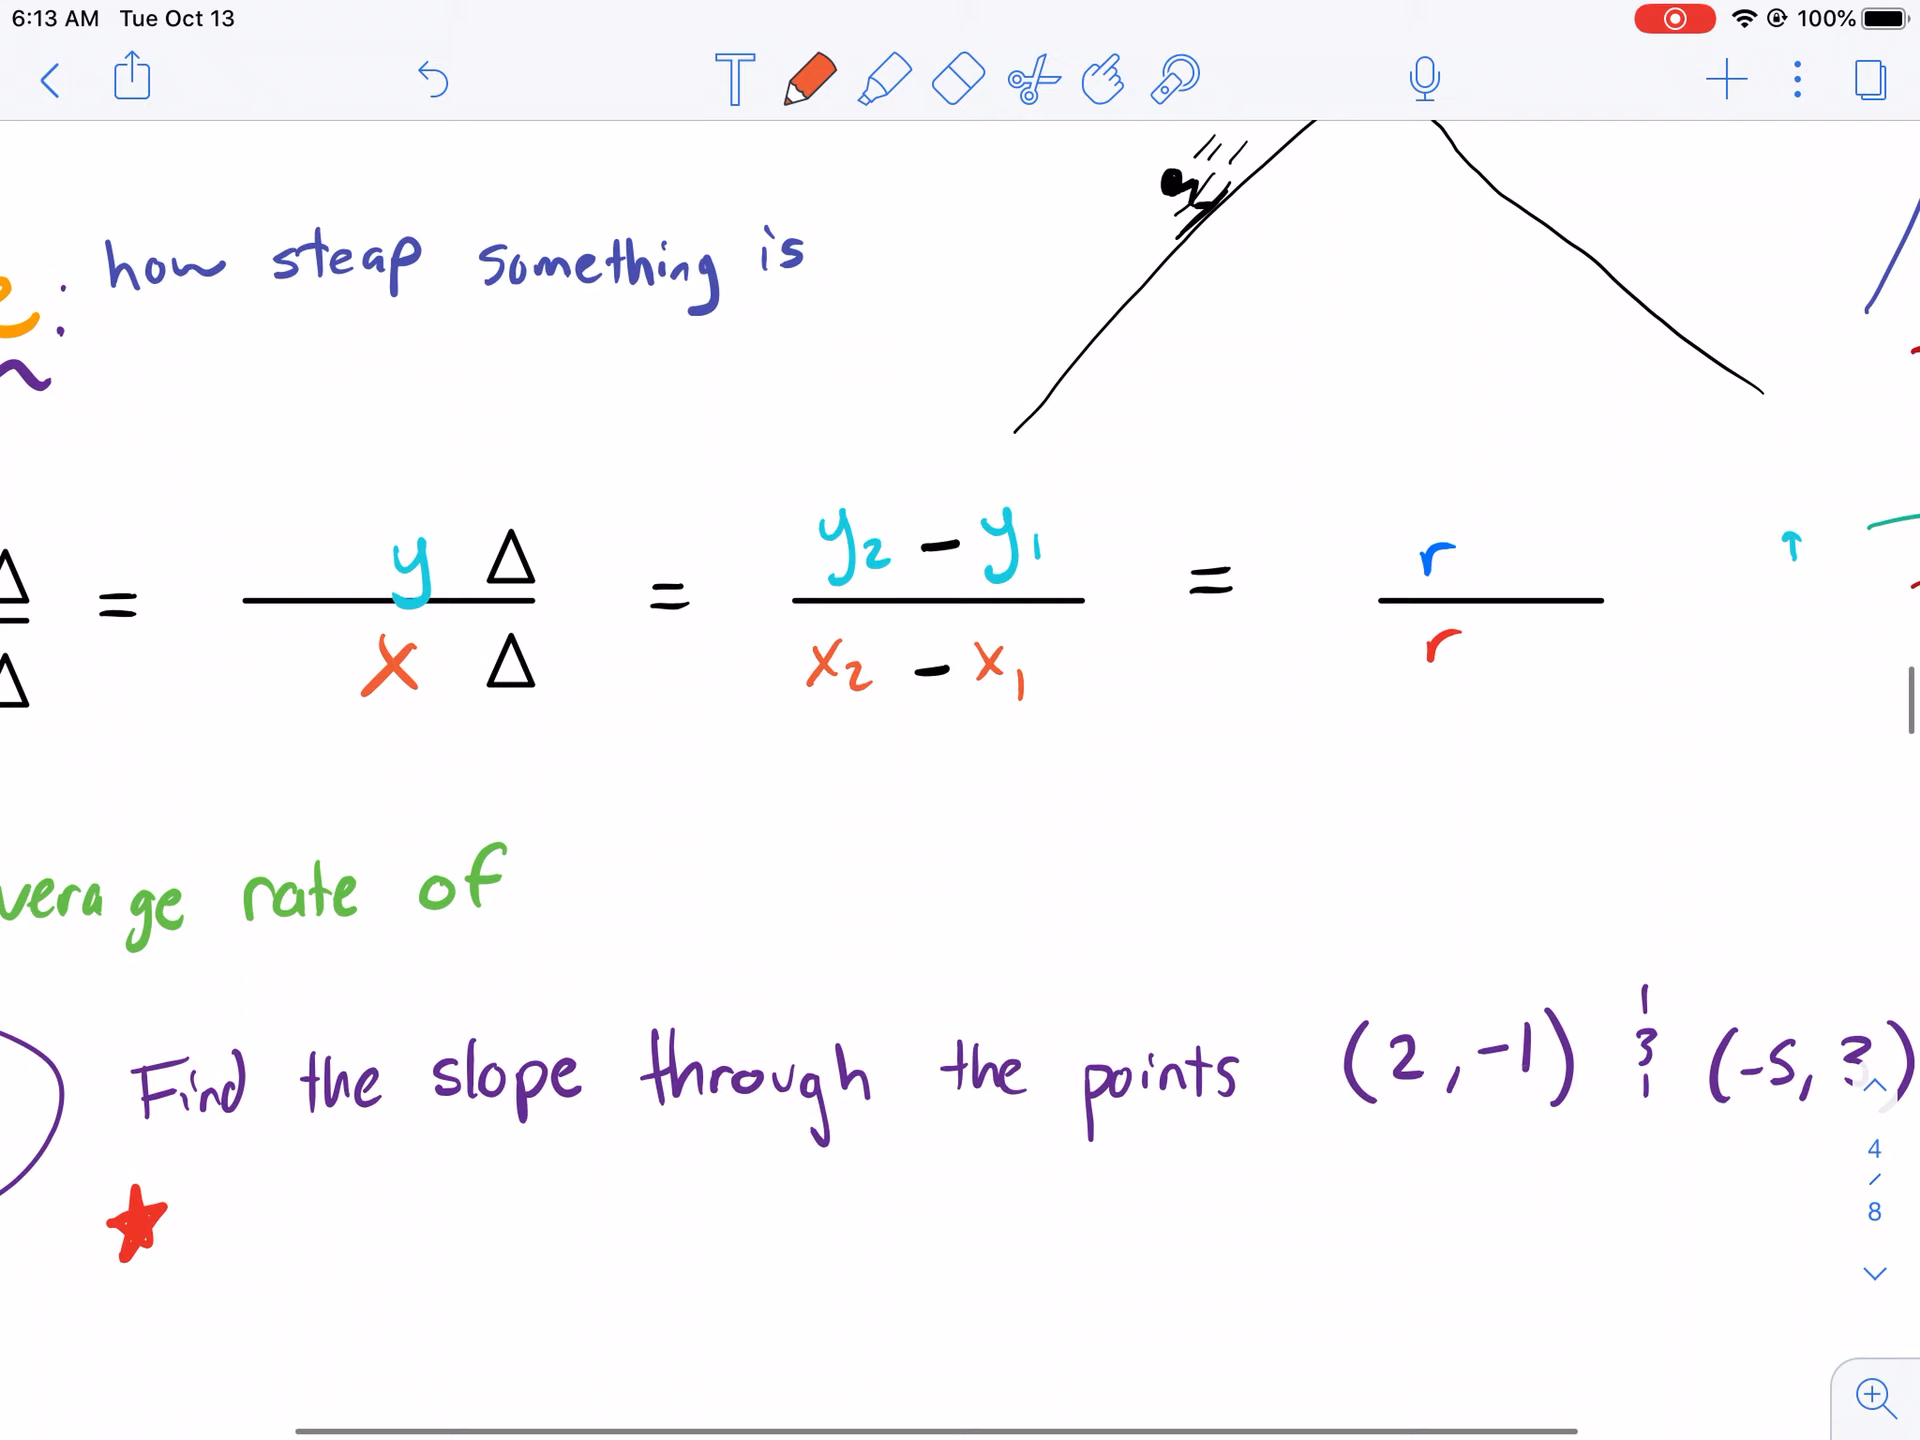 6:13 AM Tue Oct 13
100%
T
: how steap something is
Δ = y Δ = y₂ - y₁ = r ↑
Δ x Δ x₂ - x₁ r
verage rate of
Find the slope through the points (2, -1) & (-5, 3)
4
/
8